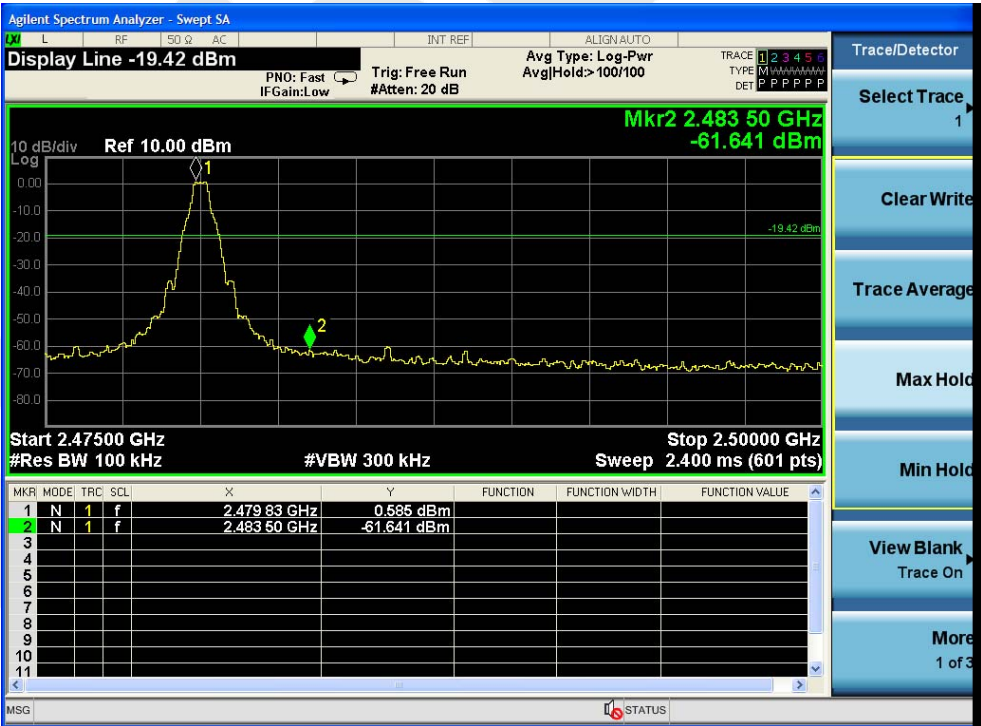 Agilent Spectrum Analyzer - Swept SA
LXI L RF 50 Ω AC INT REF ALIGN AUTO
Display Line -19.42 dBm
PNO: Fast
IFGain:Low
Trig: Free Run
#Atten: 20 dB
Avg Type: Log-Pwr
Avg|Hold:>100/100
TRACE 1 2 3 4 5 6
TYPE M
DET P P P P P P
Mkr2 2.483 50 GHz
-61.641 dBm
10 dB/div Ref 10.00 dBm
Log
0.00
-10.0
-20.0
-30.0
-40.0
-50.0
-60.0
-70.0
-80.0
1
-19.42 dBm
2
Start 2.47500 GHz Stop 2.50000 GHz
#Res BW 100 kHz #VBW 300 kHz Sweep 2.400 ms (601 pts)
MKR MODE TRC SCL X Y FUNCTION FUNCTION WIDTH FUNCTION VALUE
1 N 1 f 2.479 83 GHz 0.585 dBm
2 N 1 f 2.483 50 GHz -61.641 dBm
3
4
5
6
7
8
9
10
11
MSG STATUS
Trace/Detector
Select Trace
1
Clear Write
Trace Average
Max Hold
Min Hold
View Blank
Trace On
More
1 of 3